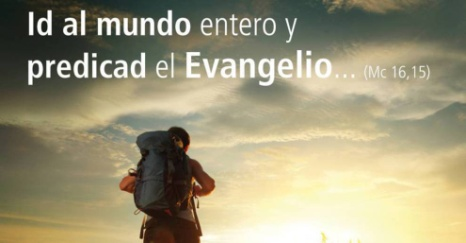 Id al mundo entero y
predicad el Evangelio... (Mc 16,15)